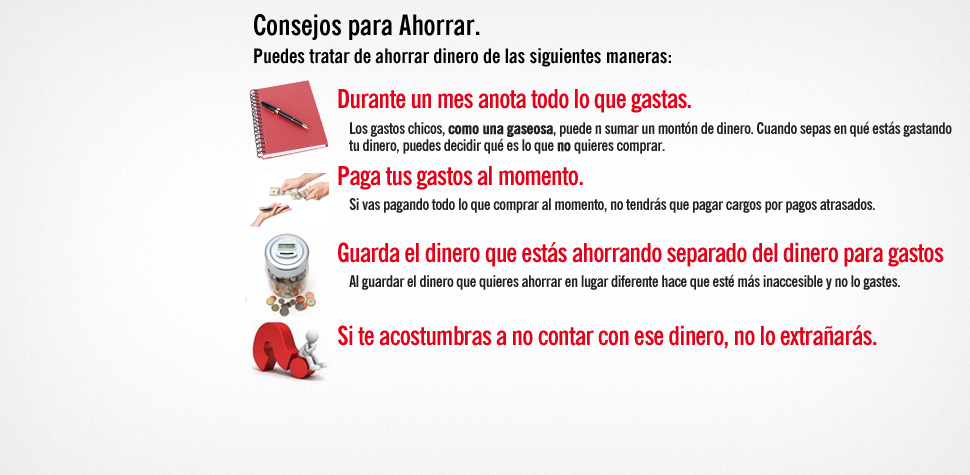 Consejos para Ahorrar.
Puedes tratar de ahorrar dinero de las siguientes maneras:
Durante un mes anota todo lo que gastas.
Los gastos chicos, como una gaseosa, puede n sumar un montón de dinero. Cuando sepas en qué estás gastando
tu dinero, puedes decidir qué es lo que no quieres comprar.
Paga tus gastos al momento.
Si vas pagando todo lo que comprar al momento, no tendrás que pagar cargos por pagos atrasados.
Guarda el dinero que estás ahorrando separado del dinero para gastos
Al guardar el dinero que quieres ahorrar en lugar diferente hace que esté más inaccesible y no lo gastes.
Si te acostumbras a no contar con ese dinero, no lo extrañarás.